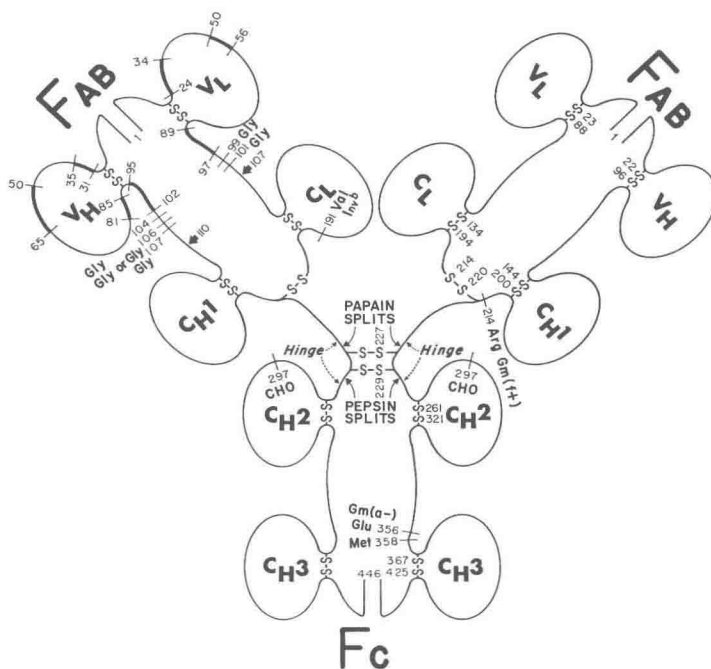 50
56
34
VL
24
S S
89
FAB
1
97
99 Gly
101 Gly
107
50
35
31
S S
95
VH
85
81
65
102
104
106
107
110
Gly
Gly or Gly
Gly
CL
S-S
191 Val
Invb
S-S
S-S
CH1
VL
S S
23
88
FAB
1
22
96
S S
VH
CL
S-S
134
194
214
S-S
220
144
200
S-S
CH1
214 Arg Gm(f+)
PAPAIN
SPLITS
227
Hinge
S-S
Hinge
S-S
229
PEPSIN
SPLITS
297
CHO
CH2
S-S
297
CHO
CH2
S-S
261
321
Gm(a-)
Glu 356
Met 358
CH3
S-S
446
367
425
S-S
CH3
Fc